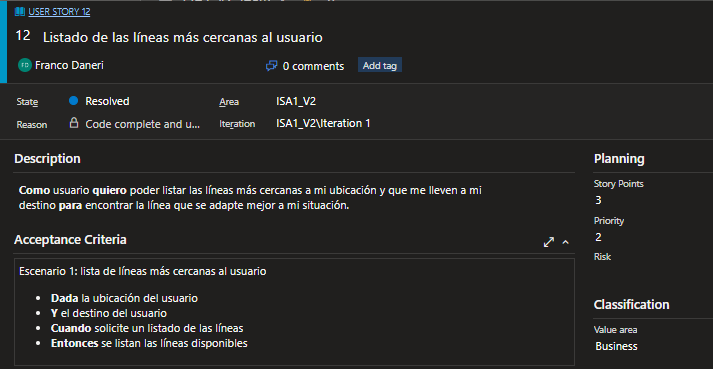 USER STORY 12
12 Listado de las líneas más cercanas al usuario
FD Franco Daneri 0 comments Add tag
State Resolved Area ISA1_V2
Reason Code complete and u... Iteration ISA1_V2\Iteration 1
Description
Como usuario quiero poder listar las líneas más cercanas a mi ubicación y que me lleven a mi
destino para encontrar la línea que se adapte mejor a mi situación.
Acceptance Criteria
Escenario 1: lista de líneas más cercanas al usuario
Dada la ubicación del usuario
Y el destino del usuario
Cuando solicite un listado de las líneas
Entonces se listan las líneas disponibles
Planning
Story Points
3
Priority
2
Risk
Classification
Value area
Business